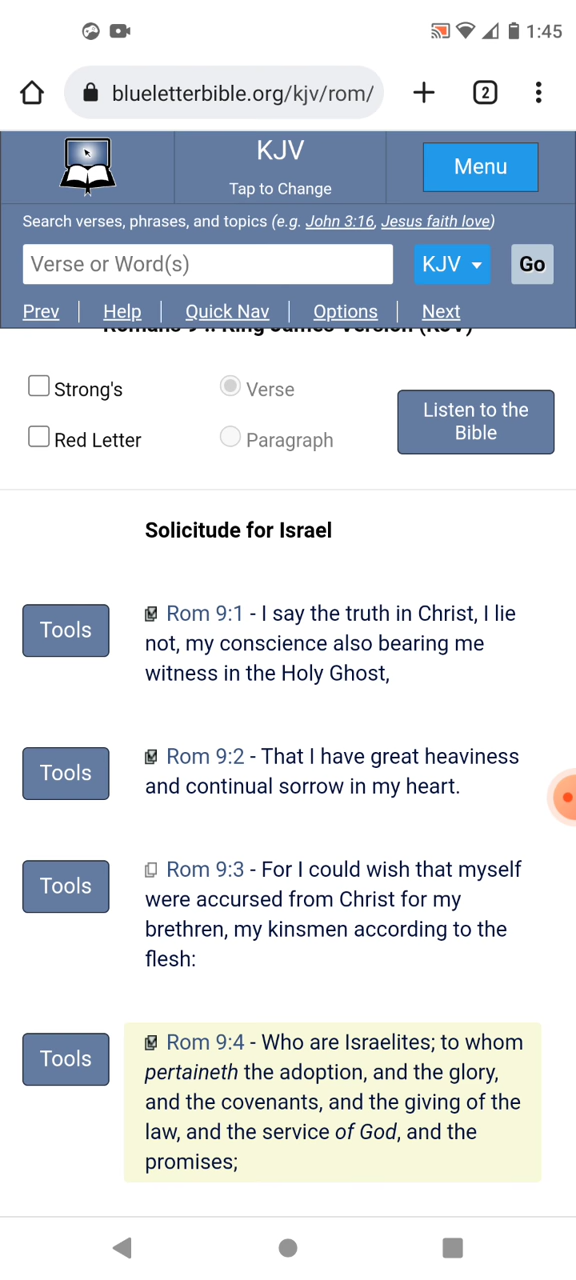 1:45
blueletterbible.org/kjv/rom/
2
KJV
Tap to Change
Menu
Search verses, phrases, and topics (e.g. John 3:16, Jesus faith love)
Verse or Word(s)
KJV
Go
Prev
Help
Quick Nav
Options
Next
Romans 9 :: King James Version (KJV)
Strong's
Verse
Red Letter
Paragraph
Listen to the
Bible
Solicitude for Israel
Tools
Rom 9:1 - I say the truth in Christ, I lie
not, my conscience also bearing me
witness in the Holy Ghost,
Tools
Rom 9:2 - That I have great heaviness
and continual sorrow in my heart.
Tools
Rom 9:3 - For I could wish that myself
were accursed from Christ for my
brethren, my kinsmen according to the
flesh:
Tools
Rom 9:4 - Who are Israelites; to whom
pertaineth the adoption, and the glory,
and the covenants, and the giving of the
law, and the service of God, and the
promises;